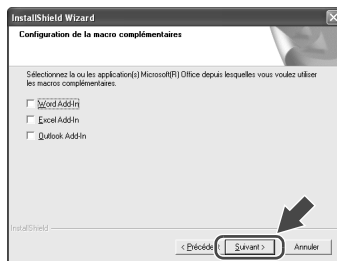 InstallShield Wizard
Configuration de la macro complémentaires
Sélectionnez la ou les application(s) Microsoft(R) Office depuis lesquelles vous voulez utiliser
les macros complémentaires.
Word Add-In
Excel Add-In
Outlook Add-In
InstallShield
< Précédent Suivant > Annuler